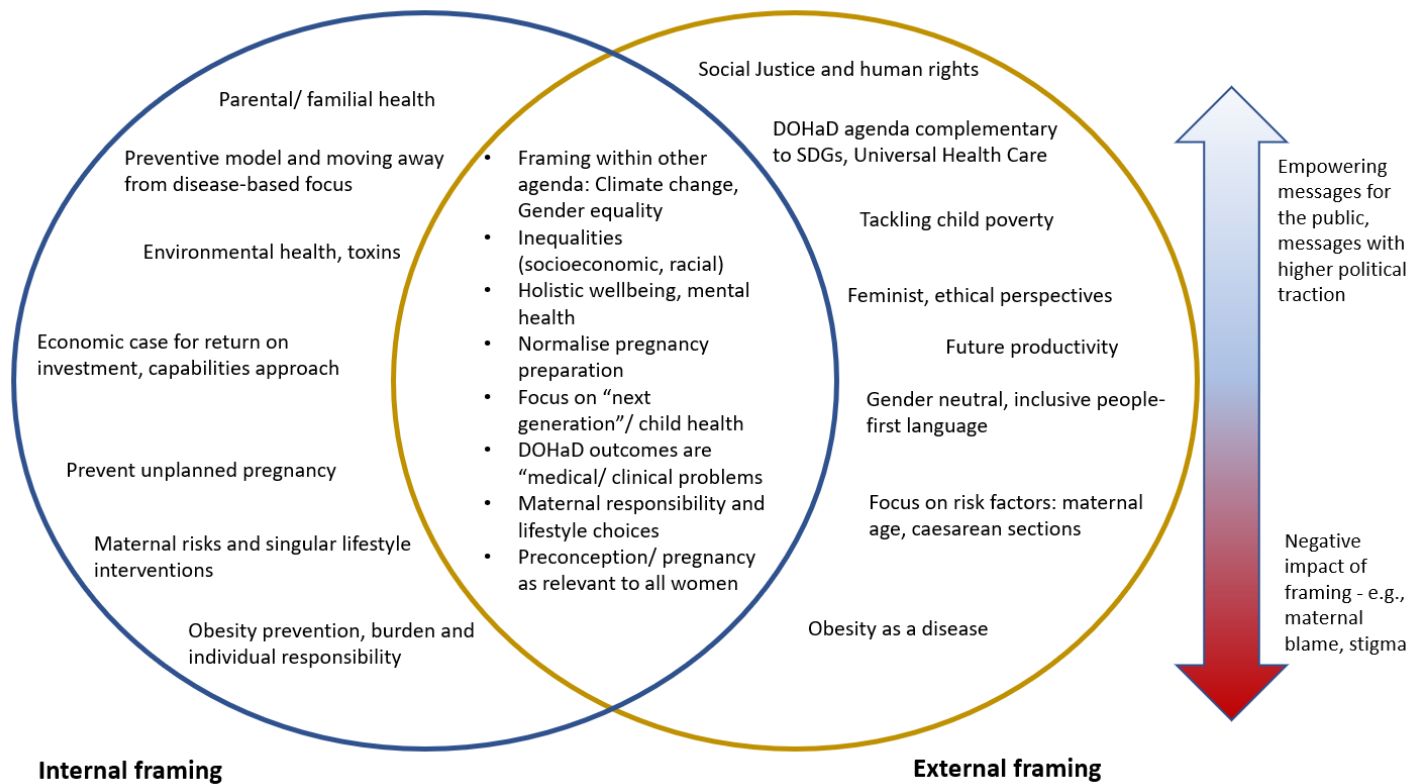 Parental/ familial health
Preventive model and moving away
from disease-based focus
Environmental health, toxins
Economic case for return on
investment, capabilities approach
Prevent unplanned pregnancy
Maternal risks and singular lifestyle
interventions
Obesity prevention, burden and
individual responsibility
• Framing within other
agenda: Climate change,
Gender equality
• Inequalities
(socioeconomic, racial)
• Holistic wellbeing, mental
health
• Normalise pregnancy
preparation
• Focus on “next
generation”/ child health
• DOHaD outcomes are
“medical/ clinical problems
• Maternal responsibility and
lifestyle choices
• Preconception/ pregnancy
as relevant to all women
Social Justice and human rights
DOHaD agenda complementary
to SDGs, Universal Health Care
Tackling child poverty
Feminist, ethical perspectives
Future productivity
Gender neutral, inclusive people-
first language
Focus on risk factors: maternal
age, caesarean sections
Obesity as a disease
Empowering
messages for
the public,
messages with
higher political
traction
Negative
impact of
framing - e.g.,
maternal
blame, stigma
Internal framing
External framing